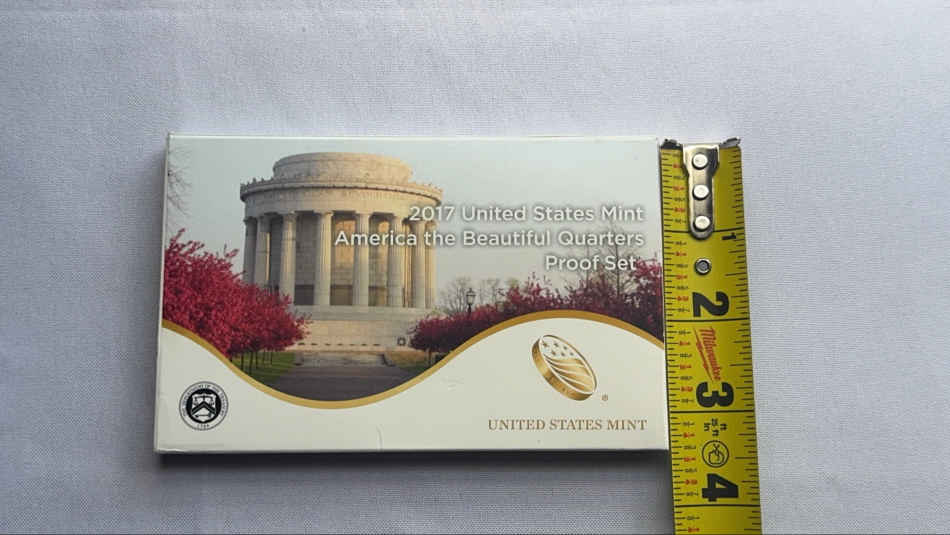 2017 United States Mint
America the Beautiful Quarters
Proof Set
UNITED STATES MINT
®
1
2
Milwaukee
3
4